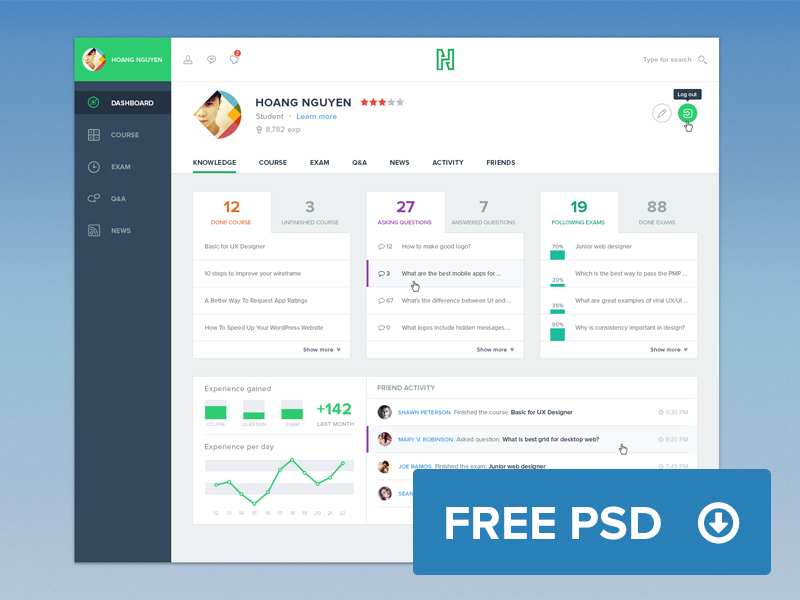 HOANG NGUYEN
2
Type for search
DASHBOARD
COURSE
EXAM
Q&A
NEWS
HOANG NGUYEN
Student · Learn more
8,782 exp
Log out
KNOWLEDGE COURSE EXAM Q&A NEWS ACTIVITY FRIENDS
12
DONE COURSE
3
UNFINISHED COURSE
Basic for UX Designer
10 steps to improve your wireframe
A Better Way To Request App Ratings
How To Speed Up Your WordPress Website
Show more
27
ASKING QUESTIONS
7
ANSWERED QUESTIONS
12 How to make good logo?
3 What are the best mobile apps for ...
67 What's the difference between UI and ...
0 What logos include hidden messages ...
Show more
19
FOLLOWING EXAMS
88
DONE EXAMS
70% Junior web designer
20% Which is the best way to pass the PMP ...
35% What are great examples of viral UX/UI ...
90% Why is consistency important in design?
Show more
Experience gained
COURSE QUESTION EXAM
+142
LAST MONTH
Experience per day
12 13 14 15 16 17 18 19 20 21 22
FRIEND ACTIVITY
SHAWN PETERSON Finished the course: Basic for UX Designer 9:30 PM
MARY V. ROBINSON Asked question: What is best grid for desktop web? 9:20 PM
JOE RAMOS Finished the exam: Junior web designer 7:45 PM
SEAN
FREE PSD